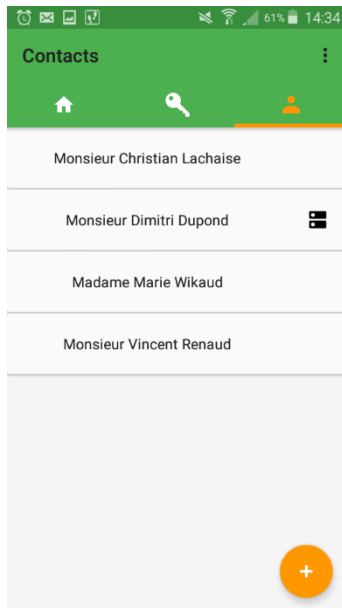 61% 14:34
Contacts
Monsieur Christian Lachaise
Monsieur Dimitri Dupond
Madame Marie Wikaud
Monsieur Vincent Renaud
+